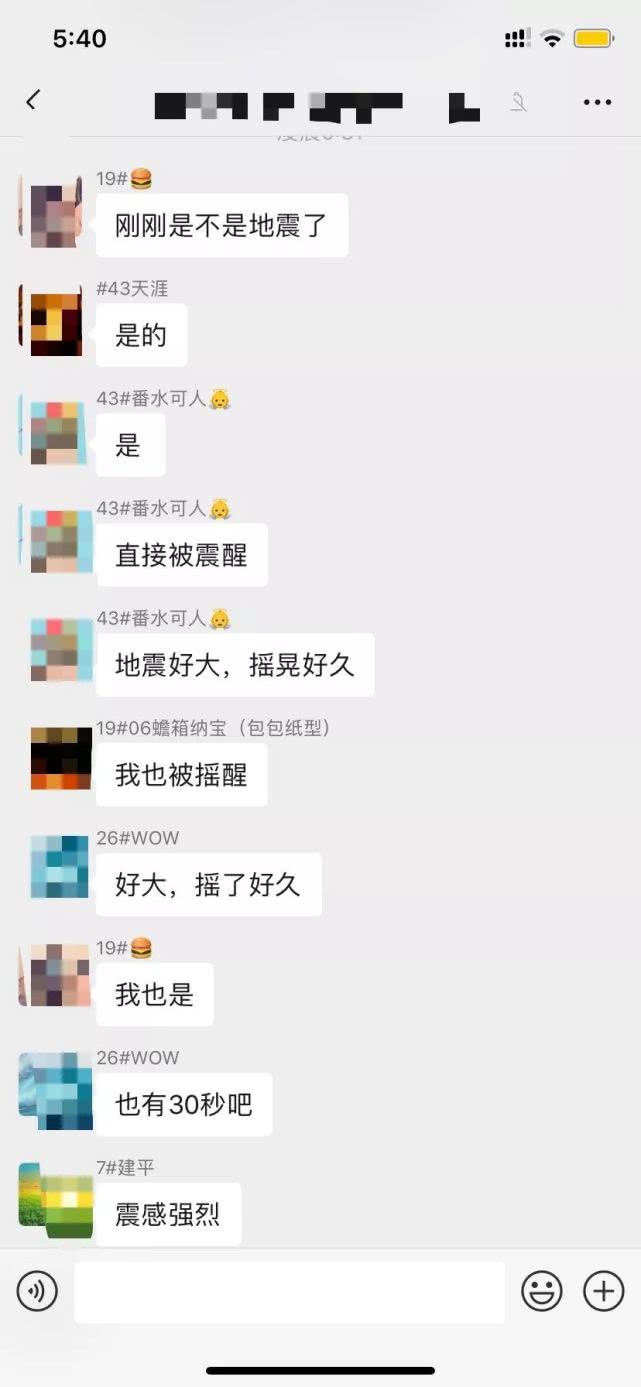 5:40
19#🍔
刚刚是不是地震了
#43天涯
是的
43#番水可人👼
是
43#番水可人👼
直接被震醒
43#番水可人👼
地震好大，摇晃好久
19#06蟾箱纳宝（包包纸型）
我也被摇醒
26#WOW
好大，摇了好久
19#🍔
我也是
26#WOW
也有30秒吧
7#建平
震感强烈